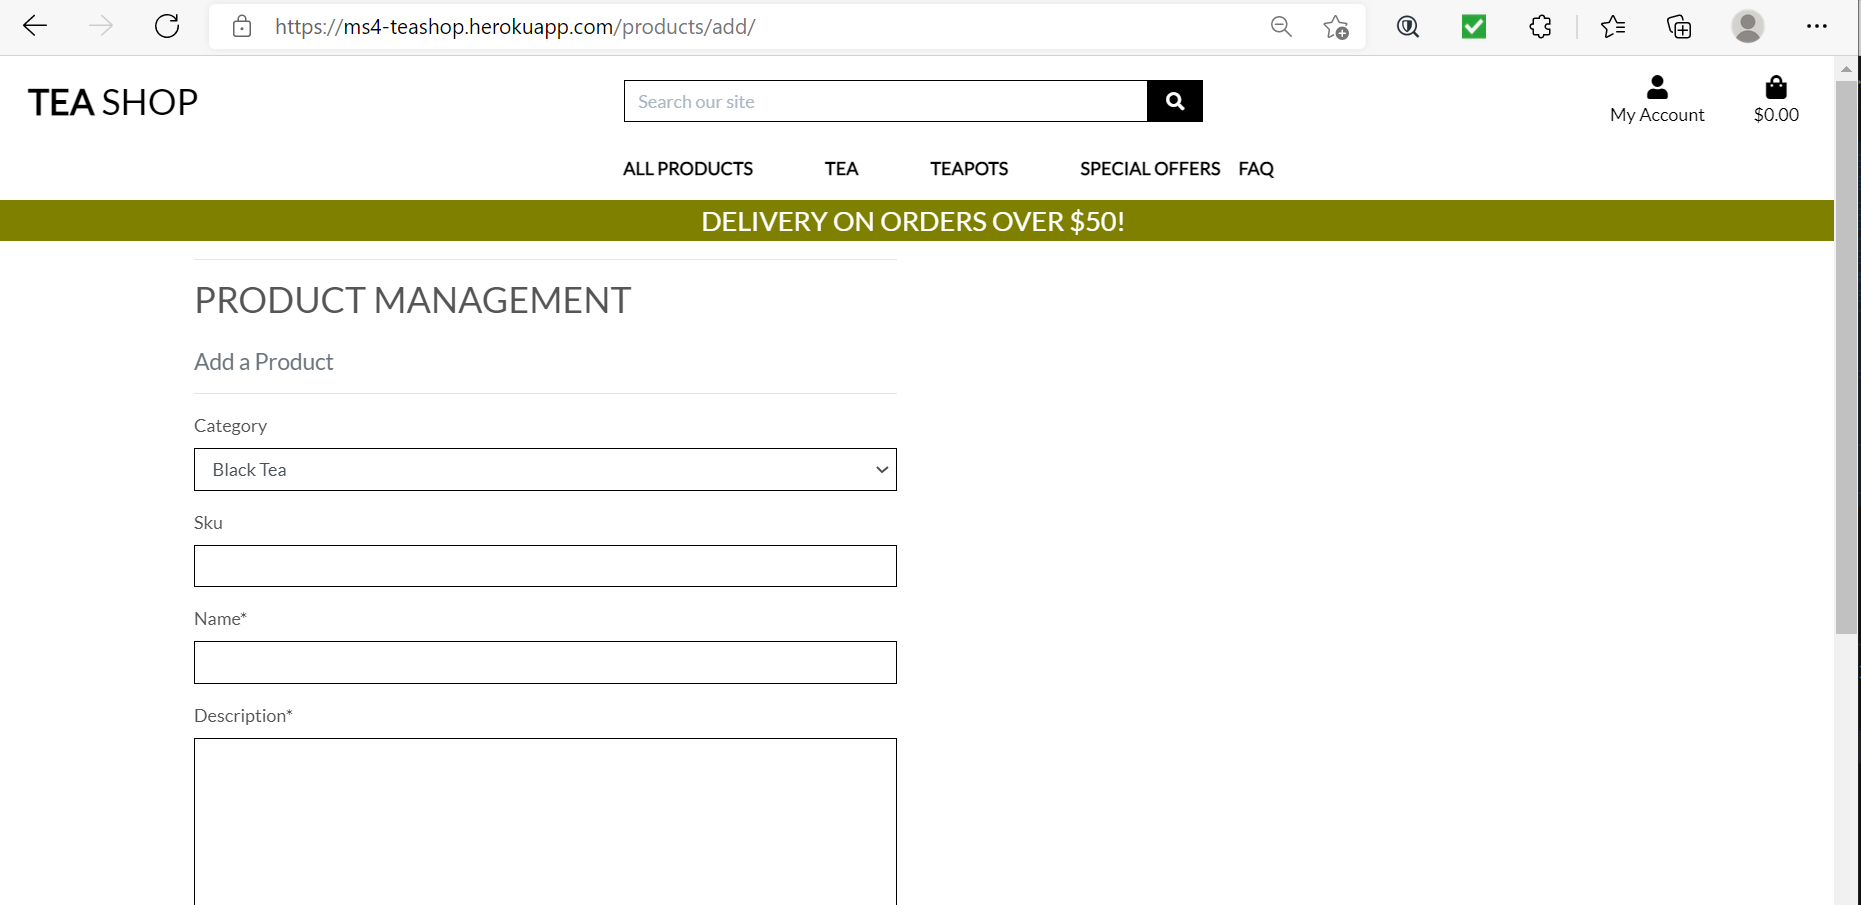 https://ms4-teashop.herokuapp.com/products/add/
TEA SHOP
Search our site
My Account
$0.00
ALL PRODUCTS TEA TEAPOTS SPECIAL OFFERS FAQ
DELIVERY ON ORDERS OVER $50!
PRODUCT MANAGEMENT
Add a Product
Category
Black Tea
Sku
Name*
Description*